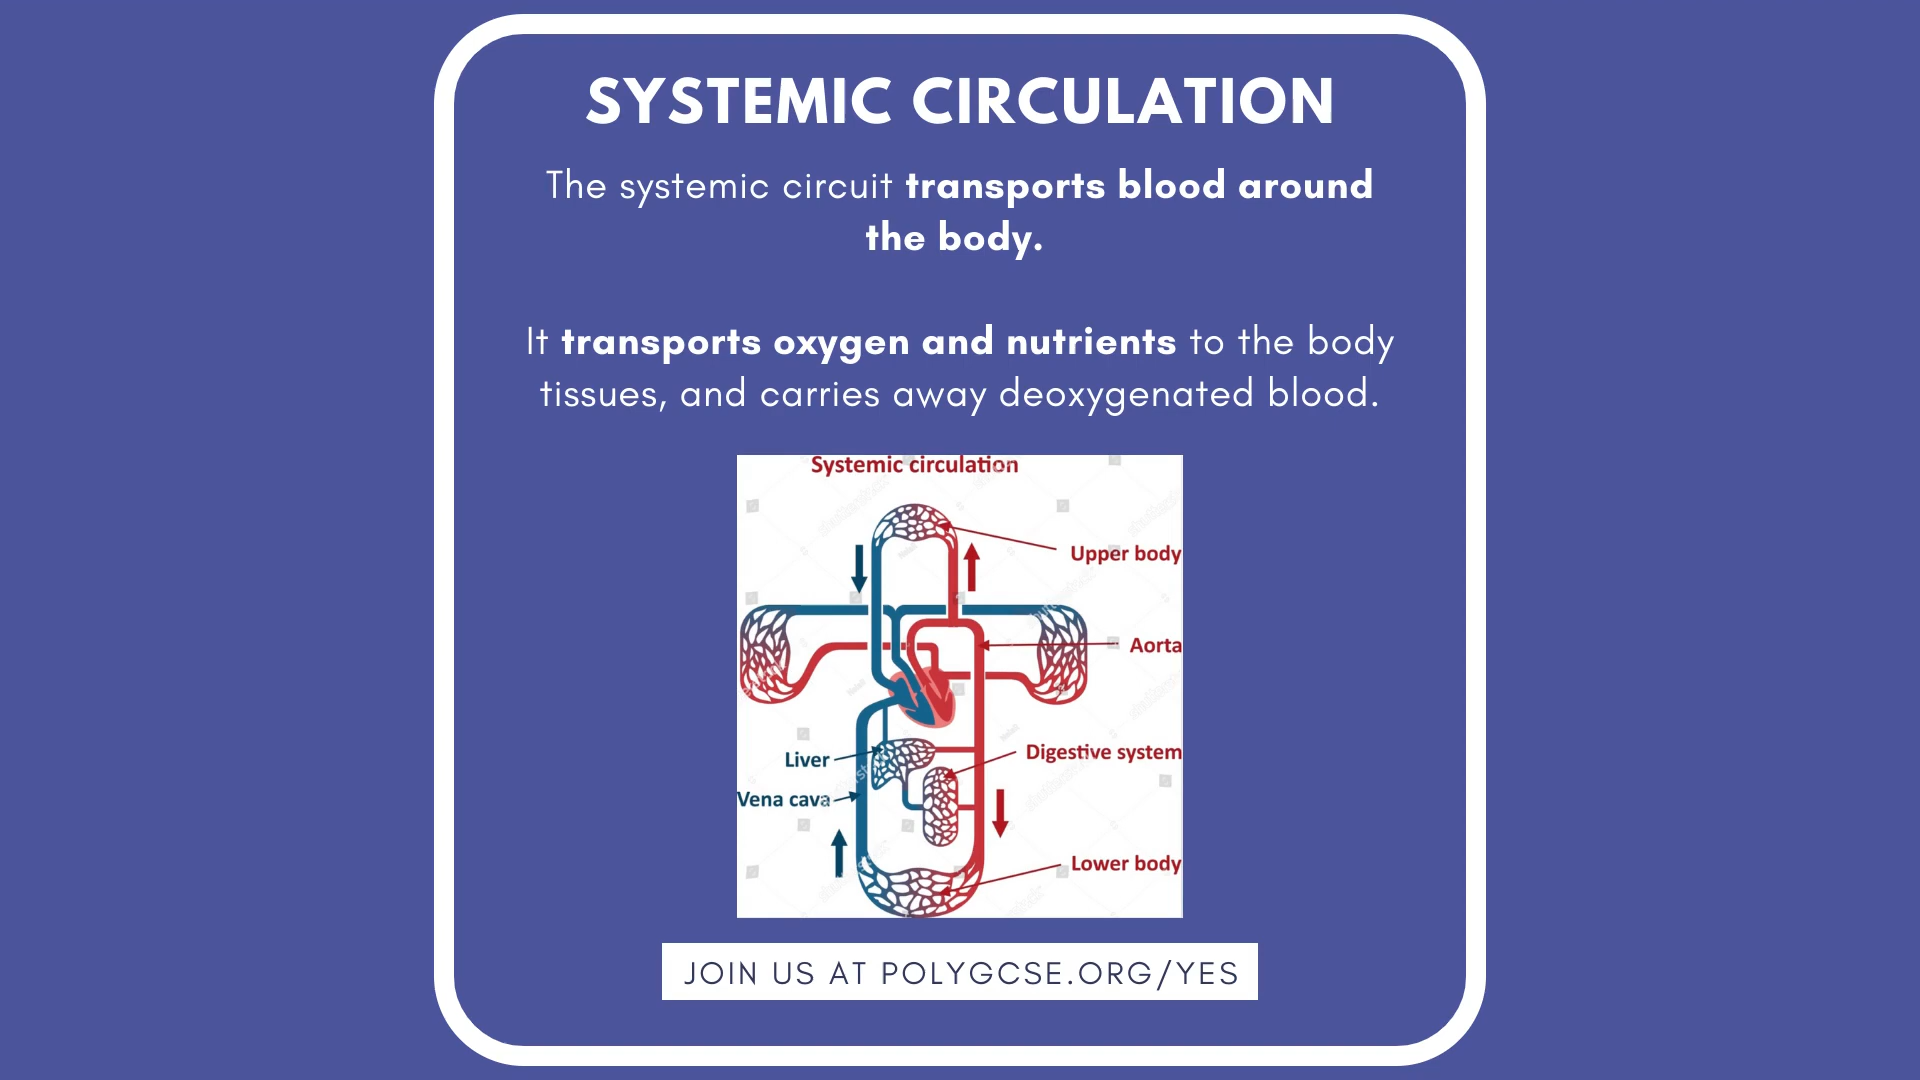 SYSTEMIC CIRCULATION
The systemic circuit transports blood around
the body.
It transports oxygen and nutrients to the body
tissues, and carries away deoxygenated blood.
Systemic circulation
Upper body
Aorta
Liver
Digestive system
Vena cava
Lower body
JOIN US AT POLYGCSE.ORG/YES